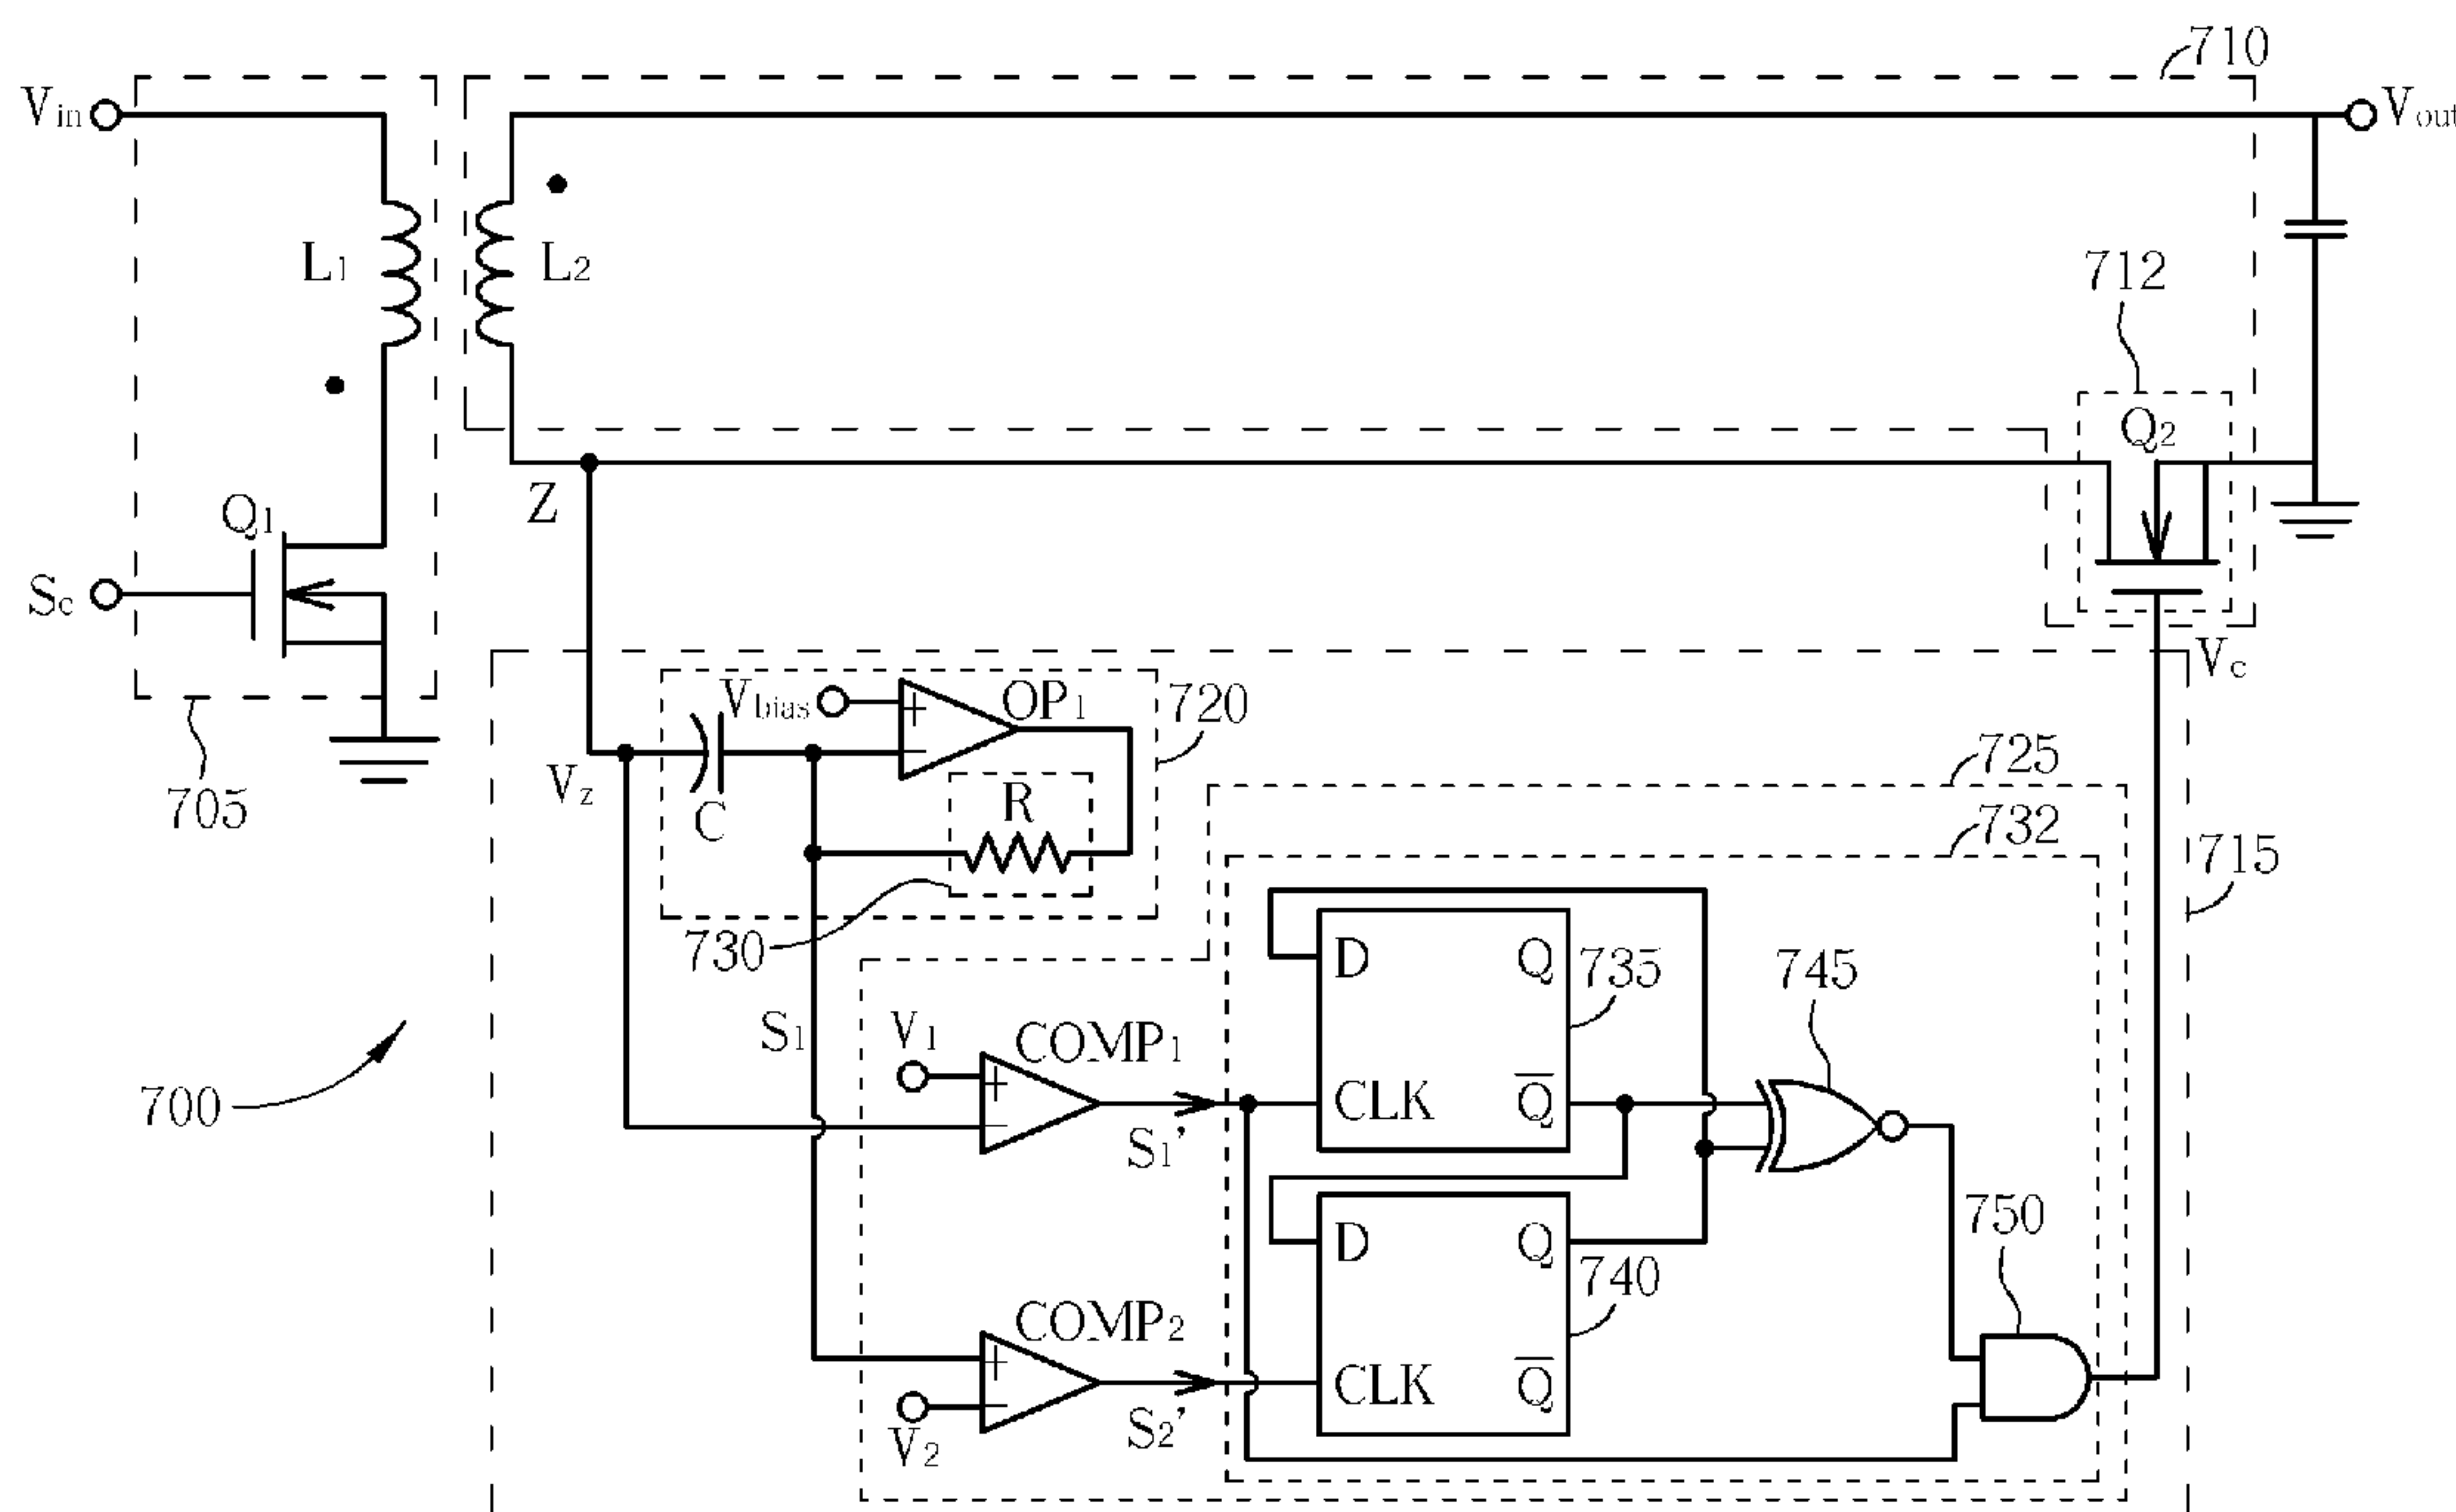 710
Vin
Vout
L1
L2
712
Q2
Z
Q1
Sc
Vc
Vbias
OP1
720
Vz
C
R
725
732
705
715
730
D
Q
735
745
S1
V1
COMP1
700
CLK
Q̅
S1'
750
D
Q
740
COMP2
CLK
Q̅
S2'
V2